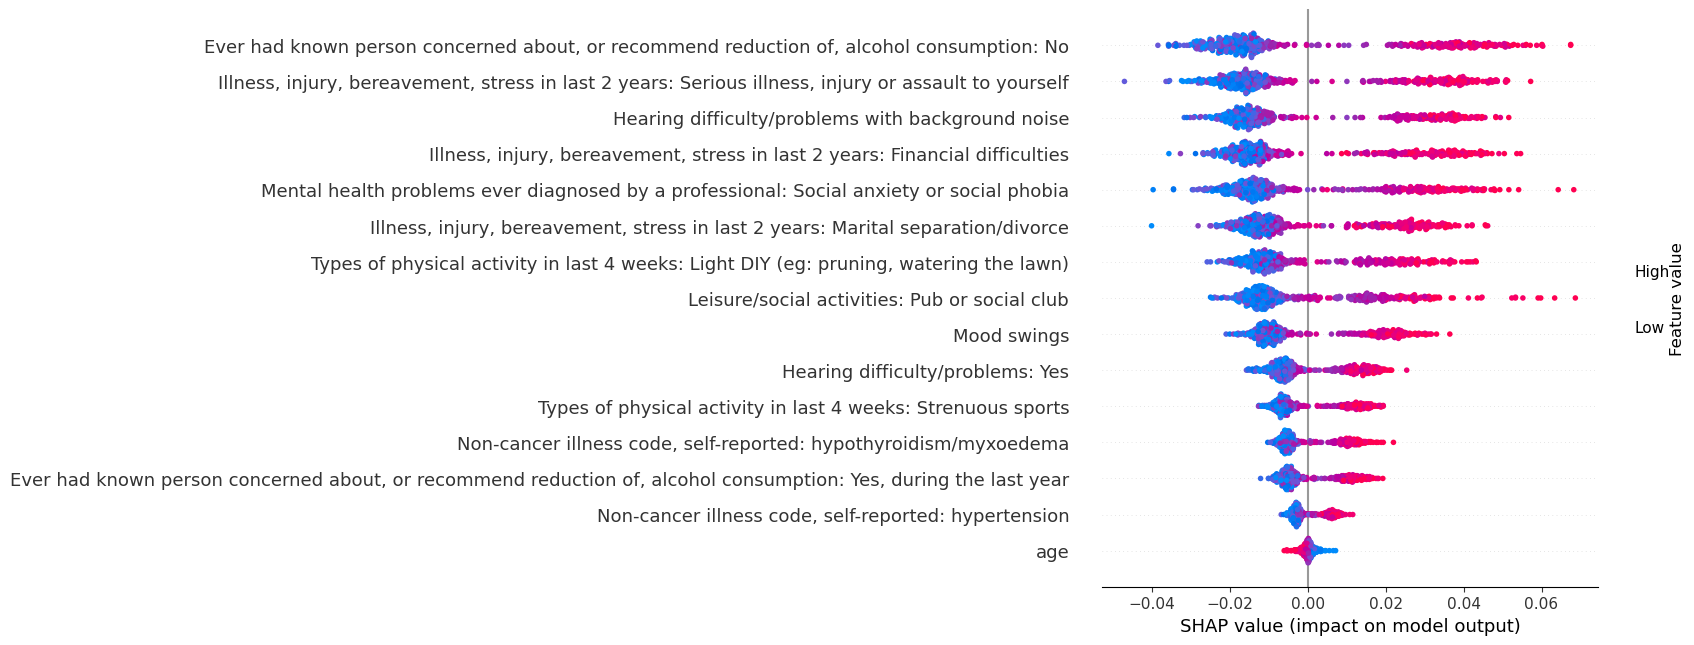 Ever had known person concerned about, or recommend reduction of, alcohol consumption: No
Illness, injury, bereavement, stress in last 2 years: Serious illness, injury or assault to yourself
Hearing difficulty/problems with background noise
Illness, injury, bereavement, stress in last 2 years: Financial difficulties
Mental health problems ever diagnosed by a professional: Social anxiety or social phobia
Illness, injury, bereavement, stress in last 2 years: Marital separation/divorce
Types of physical activity in last 4 weeks: Light DIY (eg: pruning, watering the lawn)
Leisure/social activities: Pub or social club
Mood swings
Hearing difficulty/problems: Yes
Types of physical activity in last 4 weeks: Strenuous sports
Non-cancer illness code, self-reported: hypothyroidism/myxoedema
Ever had known person concerned about, or recommend reduction of, alcohol consumption: Yes, during the last year
Non-cancer illness code, self-reported: hypertension
age
−0.04 −0.02 0.00 0.02 0.04 0.06
SHAP value (impact on model output)
High
Low
Feature value